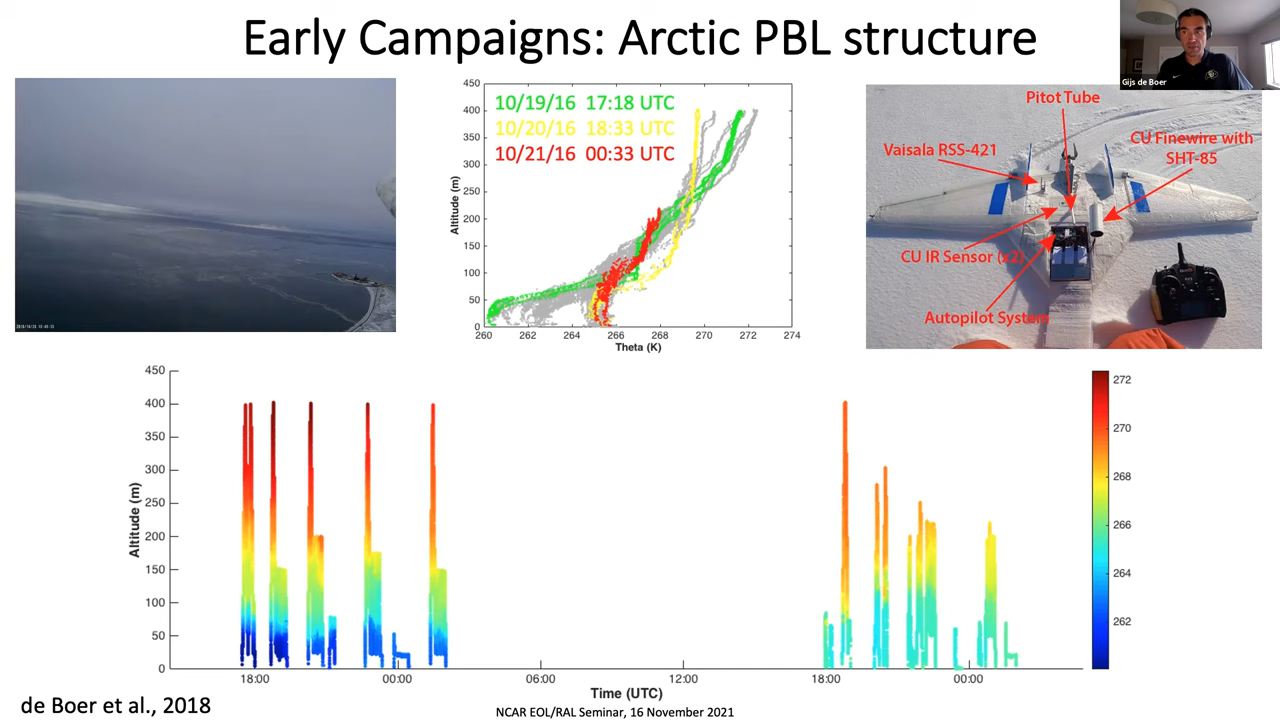 Early Campaigns: Arctic PBL structure
Gijs de Boer
10/19/16 17:18 UTC
10/20/16 18:33 UTC
10/21/16 00:33 UTC
450
400
350
300
250
200
150
100
50
0
Altitude (m)
260 262 264 266 268 270 272 274
Theta (K)
Pitot Tube
Vaisala RSS-421
CU Finewire with
SHT-85
CU IR Sensor (x2)
Autopilot System
450
400
350
300
250
200
150
100
50
0
Altitude (m)
18:00 00:00 06:00 12:00 18:00 00:00
Time (UTC)
272
270
268
266
264
262
de Boer et al., 2018
NCAR EOL/RAL Seminar, 16 November 2021